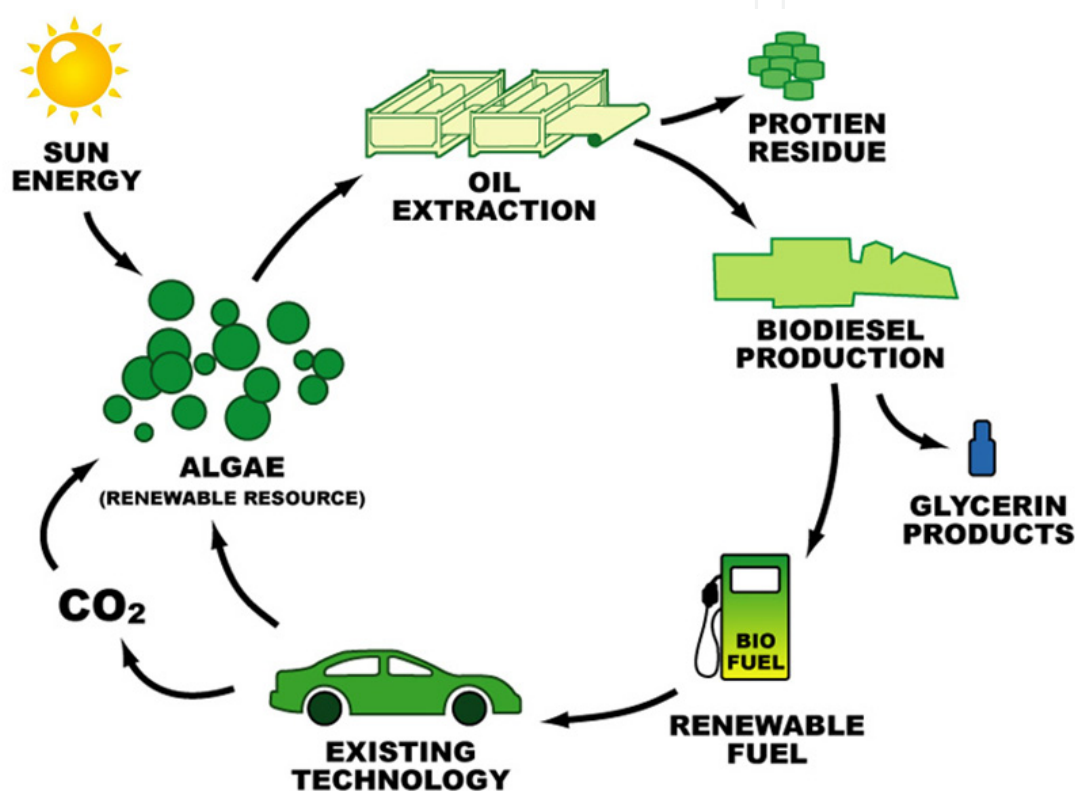 SUN
ENERGY
OIL
EXTRACTION
PROTIEN
RESIDUE
BIODIESEL
PRODUCTION
GLYCERIN
PRODUCTS
BIO
FUEL
RENEWABLE
FUEL
EXISTING
TECHNOLOGY
CO₂
ALGAE
(RENEWABLE RESOURCE)